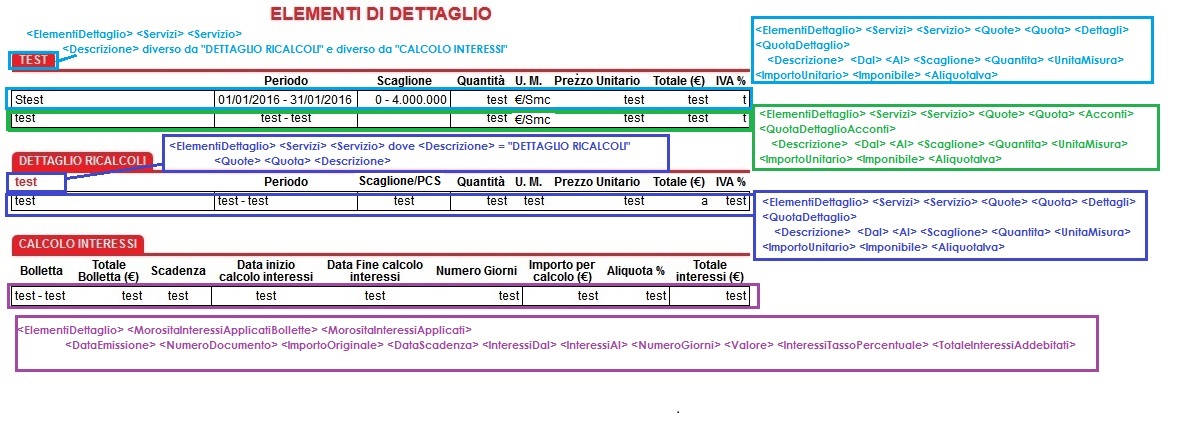 ELEMENTI DI DETTAGLIO
<ElementiDettaglio> <Servizi> <Servizio>
<Descrizione> diverso da "DETTAGLIO RICALCOLI" e diverso da "CALCOLO INTERESSI"
TEST
Periodo Scaglione Quantità U. M. Prezzo Unitario Totale (€) IVA %
Stest 01/01/2016 - 31/01/2016 0 - 4.000.000 test €/Smc test test t
test test - test test €/Smc test test t
<ElementiDettaglio> <Servizi> <Servizio> <Quote> <Quota> <Dettagli>
<QuotaDettaglio>
<Descrizione> <Dal> <Al> <Scaglione> <Quantita> <UnitaMisura>
<ImportoUnitario> <Imponibile> <AliquotaIva>
<ElementiDettaglio> <Servizi> <Servizio> <Quote> <Quota> <Acconti>
<QuotaDettaglioAcconti>
<Descrizione> <Dal> <Al> <Scaglione> <Quantita> <UnitaMisura>
<ImportoUnitario> <Imponibile> <AliquotaIva>
<ElementiDettaglio> <Servizi> <Servizio> dove <Descrizione> = "DETTAGLIO RICALCOLI"
<Quote> <Quota> <Descrizione>
DETTAGLIO RICALCOLI
test Periodo Scaglione/PCS Quantità U. M. Prezzo Unitario Totale (€) IVA %
test test - test test test test test a test
<ElementiDettaglio> <Servizi> <Servizio> <Quote> <Quota> <Dettagli>
<QuotaDettaglio>
<Descrizione> <Dal> <Al> <Scaglione> <Quantita> <UnitaMisura>
<ImportoUnitario> <Imponibile> <AliquotaIva>
CALCOLO INTERESSI
Bolletta Totale Bolletta (€) Scadenza Data inizio calcolo interessi Data Fine calcolo interessi Numero Giorni Importo per calcolo (€) Aliquota % Totale interessi (€)
test - test test test test test test test test test
<ElementiDettaglio> <MorositaInteressiApplicatiBollette> <MorositaInteressiApplicati>
<DataEmissione> <NumeroDocumento> <ImportoOriginale> <DataScadenza> <InteressiDal> <InteressiAl> <NumeroGiorni> <Valore> <InteressiTassoPercentuale> <TotaleInteressiAddebitati>